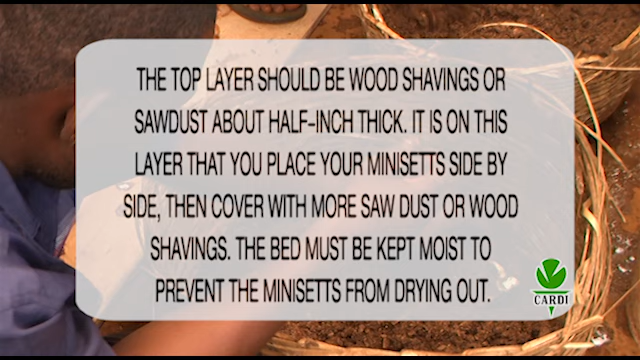 THE TOP LAYER SHOULD BE WOOD SHAVINGS OR
SAWDUST ABOUT HALF-INCH THICK. IT IS ON THIS
LAYER THAT YOU PLACE YOUR MINISETTS SIDE BY
SIDE, THEN COVER WITH MORE SAW DUST OR WOOD
SHAVINGS. THE BED MUST BE KEPT MOIST TO
PREVENT THE MINISETTS FROM DRYING OUT.
CARDI